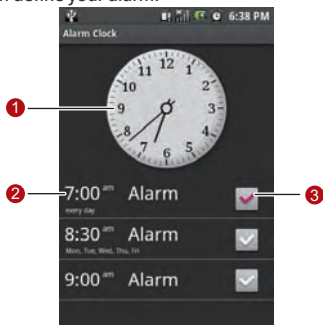 n define your alarm.
6:38 PM
Alarm Clock
12
1
2
3
4
5
6
7
8
9
10
11
1
2
7:00 am Alarm
3
every day
8:30 am Alarm
Mon, Tue, Wed, Thu, Fri
9:00 am Alarm